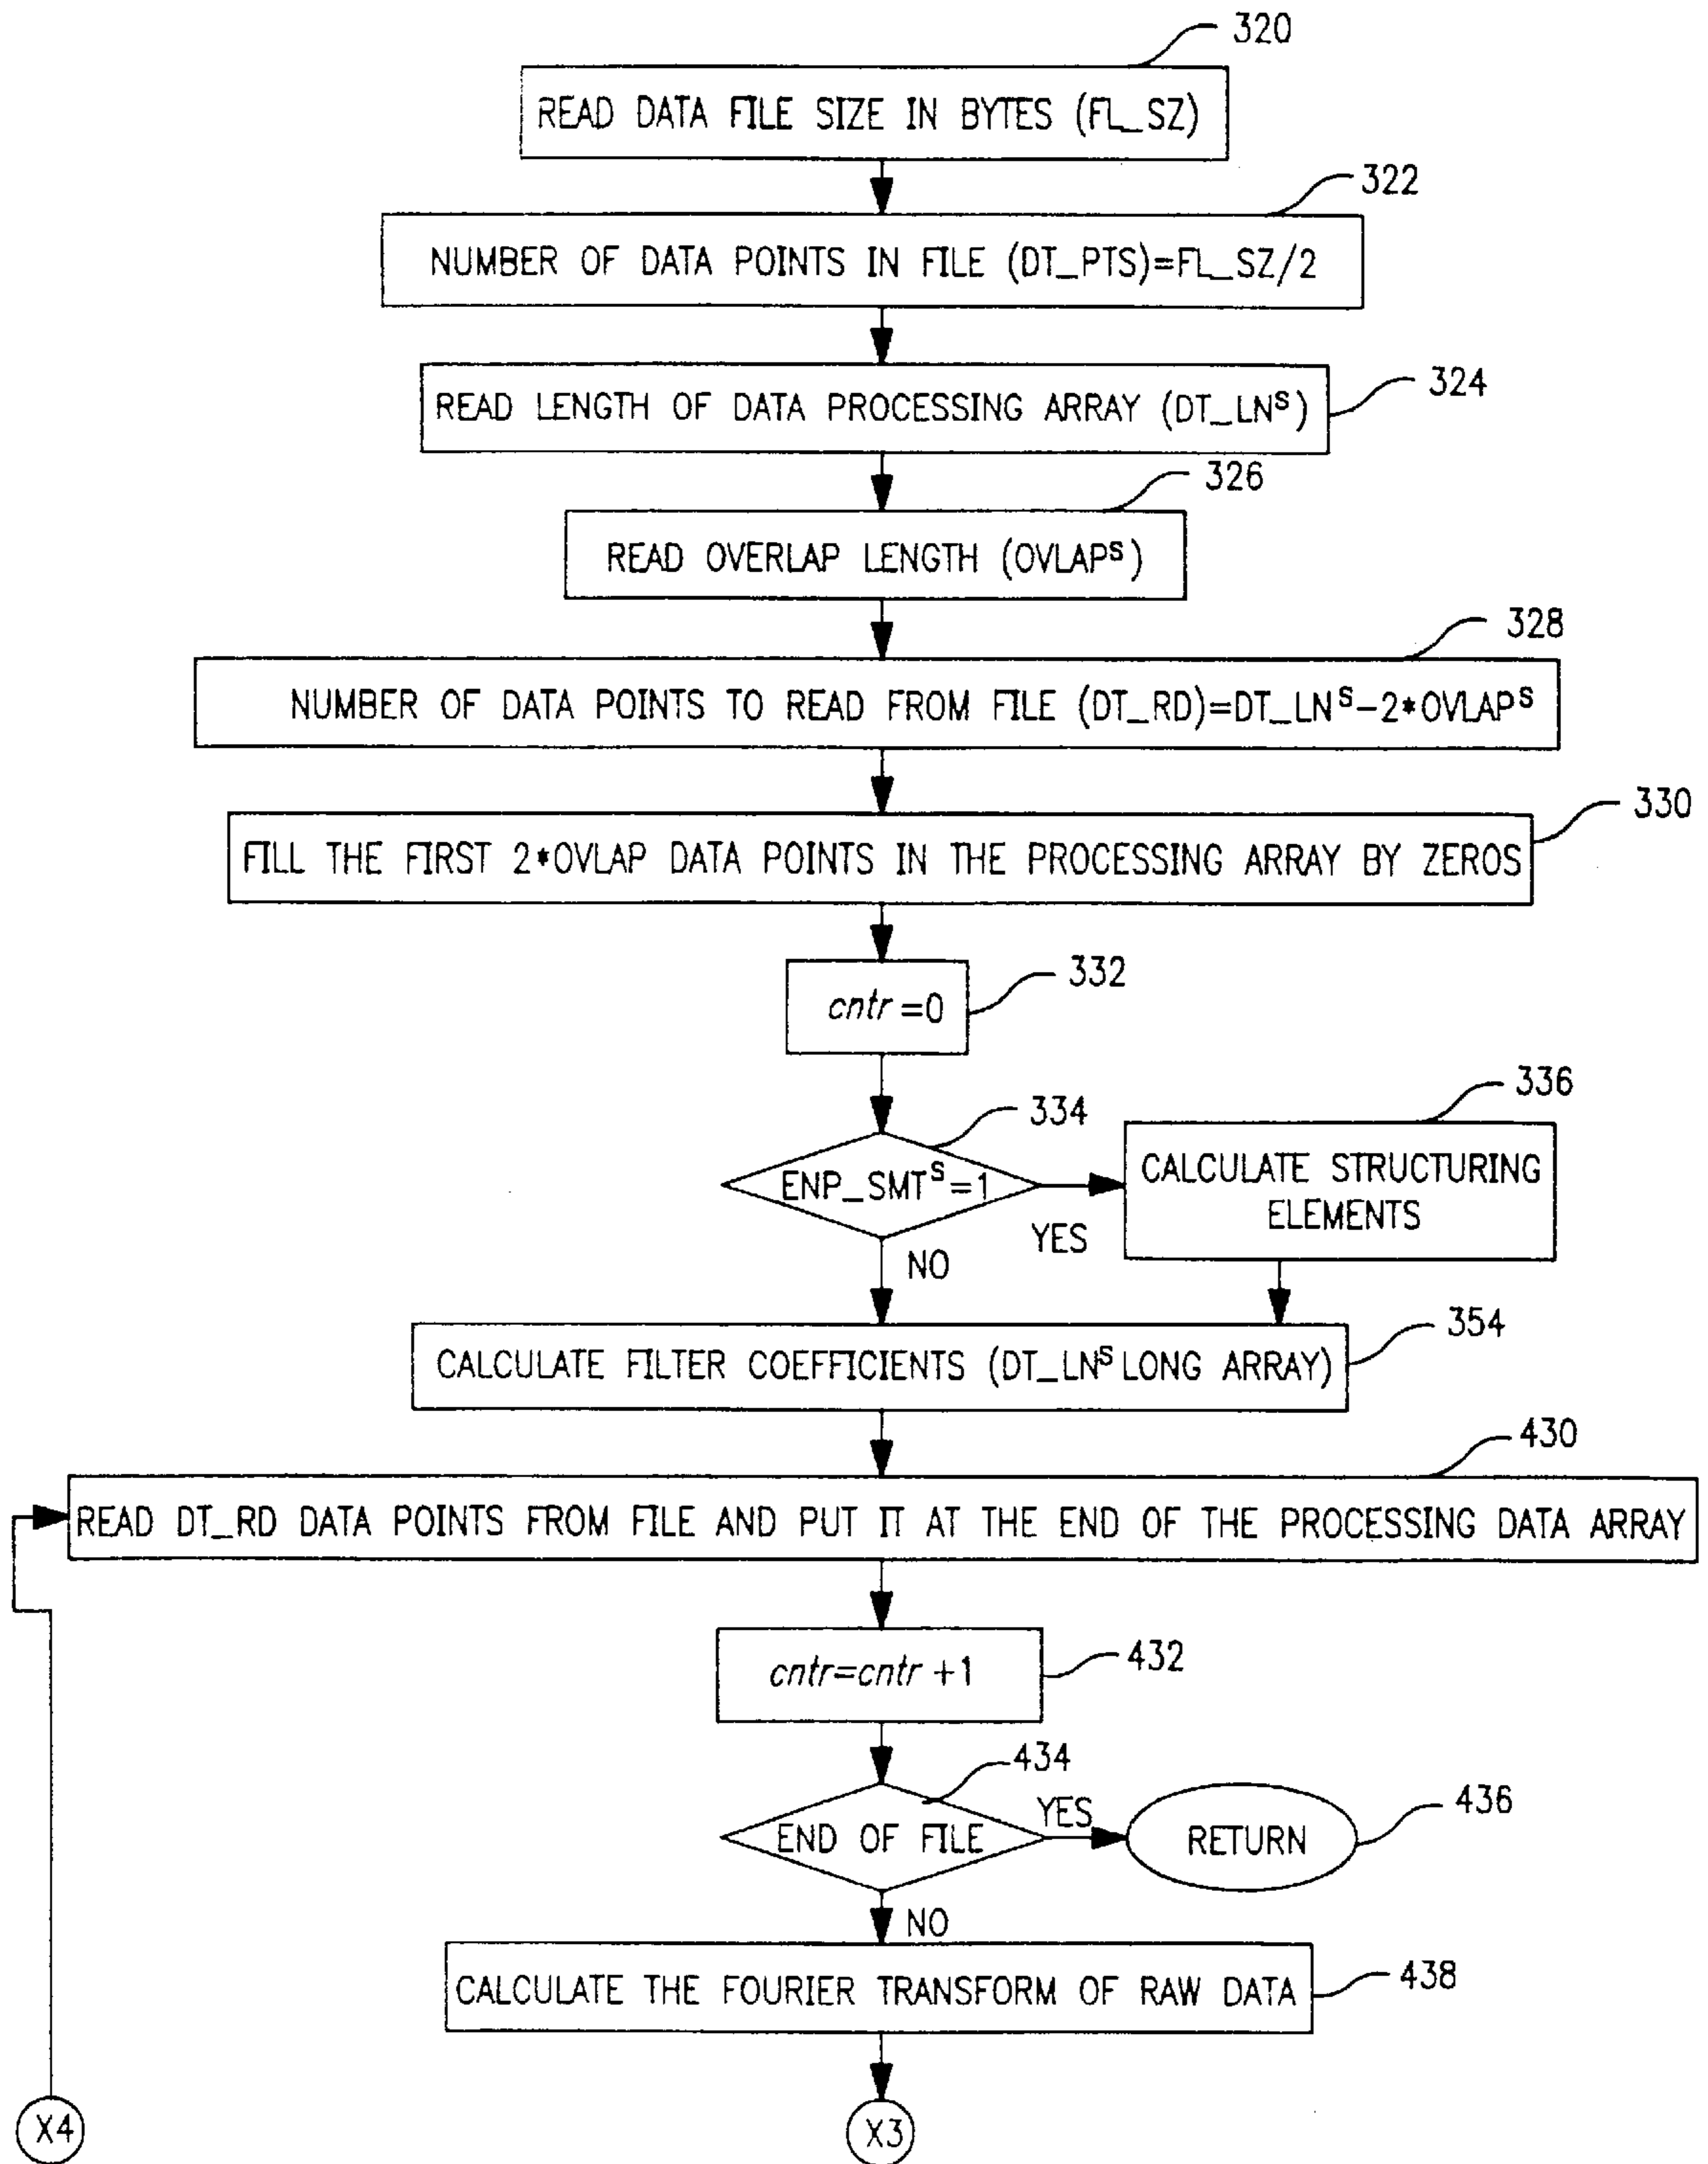 320
READ DATA FILE SIZE IN BYTES (FL_SZ)
322
NUMBER OF DATA POINTS IN FILE (DT_PTS)=FL_SZ/2
324
READ LENGTH OF DATA PROCESSING ARRAY (DT_LNˢ)
326
READ OVERLAP LENGTH (OVLAPˢ)
328
NUMBER OF DATA POINTS TO READ FROM FILE (DT_RD)=DT_LNˢ-2*OVLAPˢ
330
FILL THE FIRST 2*OVLAP DATA POINTS IN THE PROCESSING ARRAY BY ZEROS
332
cntr=0
334
336
ENP_SMTˢ=1
CALCULATE STRUCTURING
ELEMENTS
YES
NO
354
CALCULATE FILTER COEFFICIENTS (DT_LNˢ LONG ARRAY)
430
READ DT_RD DATA POINTS FROM FILE AND PUT IT AT THE END OF THE PROCESSING DATA ARRAY
432
cntr=cntr+1
434
END OF FILE
YES
RETURN
436
NO
CALCULATE THE FOURIER TRANSFORM OF RAW DATA
438
X4
X3